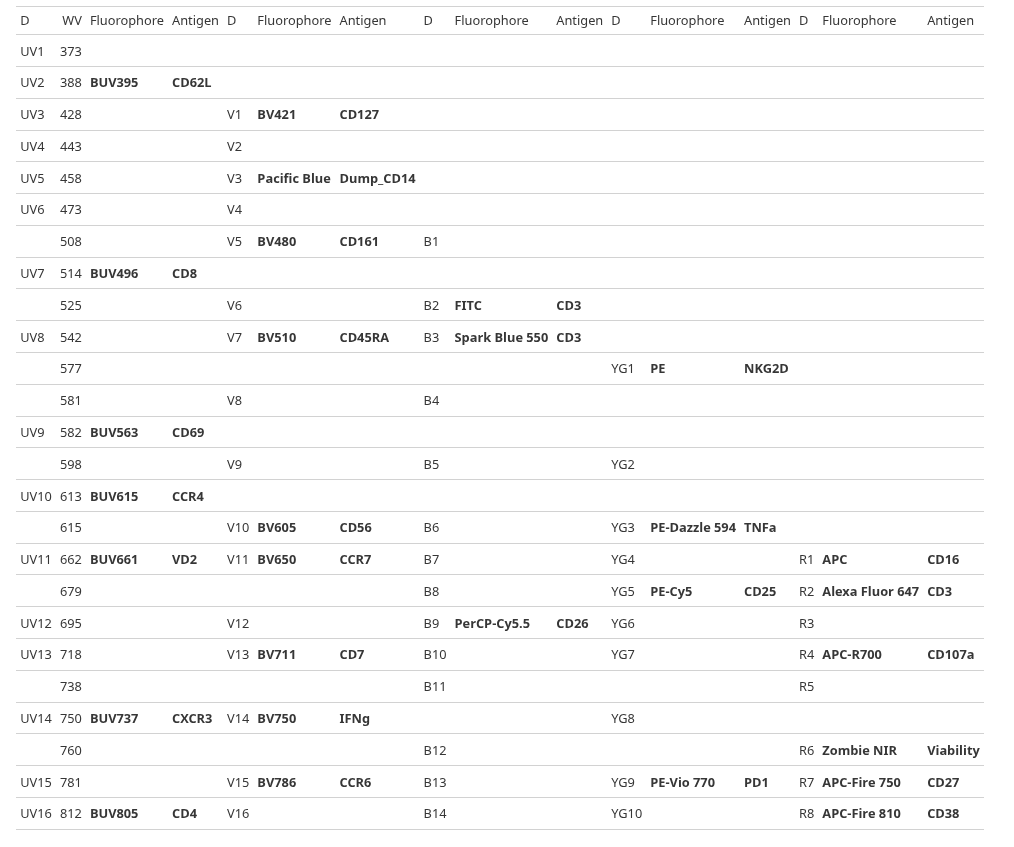 D WV Fluorophore Antigen D Fluorophore Antigen D Fluorophore Antigen D Fluorophore Antigen D Fluorophore Antigen
UV1 373
UV2 388 BUV395 CD62L
UV3 428 V1 BV421 CD127
UV4 443 V2
UV5 458 V3 Pacific Blue Dump_CD14
UV6 473 V4
508 V5 BV480 CD161 B1
UV7 514 BUV496 CD8
525 V6 B2 FITC CD3
UV8 542 V7 BV510 CD45RA B3 Spark Blue 550 CD3
577 YG1 PE NKG2D
581 V8 B4
UV9 582 BUV563 CD69
598 V9 B5 YG2
UV10 613 BUV615 CCR4
615 V10 BV605 CD56 B6 YG3 PE-Dazzle 594 TNFa
UV11 662 BUV661 VD2 V11 BV650 CCR7 B7 YG4 R1 APC CD16
679 B8 YG5 PE-Cy5 CD25 R2 Alexa Fluor 647 CD3
UV12 695 V12 B9 PerCP-Cy5.5 CD26 YG6 R3
UV13 718 V13 BV711 CD7 B10 YG7 R4 APC-R700 CD107a
738 B11 R5
UV14 750 BUV737 CXCR3 V14 BV750 IFNg YG8
760 B12 R6 Zombie NIR Viability
UV15 781 V15 BV786 CCR6 B13 YG9 PE-Vio 770 PD1 R7 APC-Fire 750 CD27
UV16 812 BUV805 CD4 V16 B14 YG10 R8 APC-Fire 810 CD38